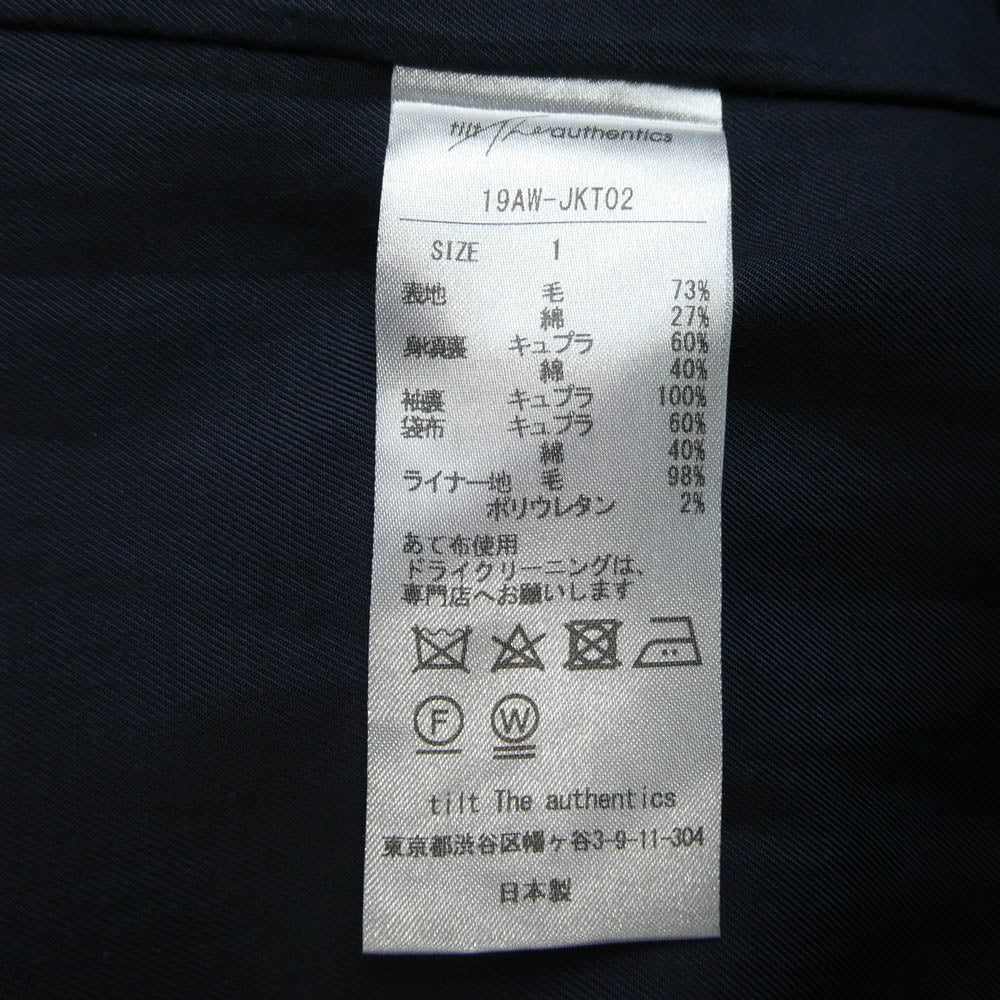 tilt The authentics
19AW-JKT02
SIZE 1
表地 毛 73%
綿 27%
身頃裏 キュプラ 60%
綿 40%
袖裏 キュプラ 100%
袋布 キュプラ 60%
綿 40%
ライナー地 毛 98%
ポリウレタン 2%
あて布使用
ドライクリーニングは、
専門店へお願いします
F W
tilt The authentics
東京都渋谷区幡ヶ谷3-9-11-304
日本製